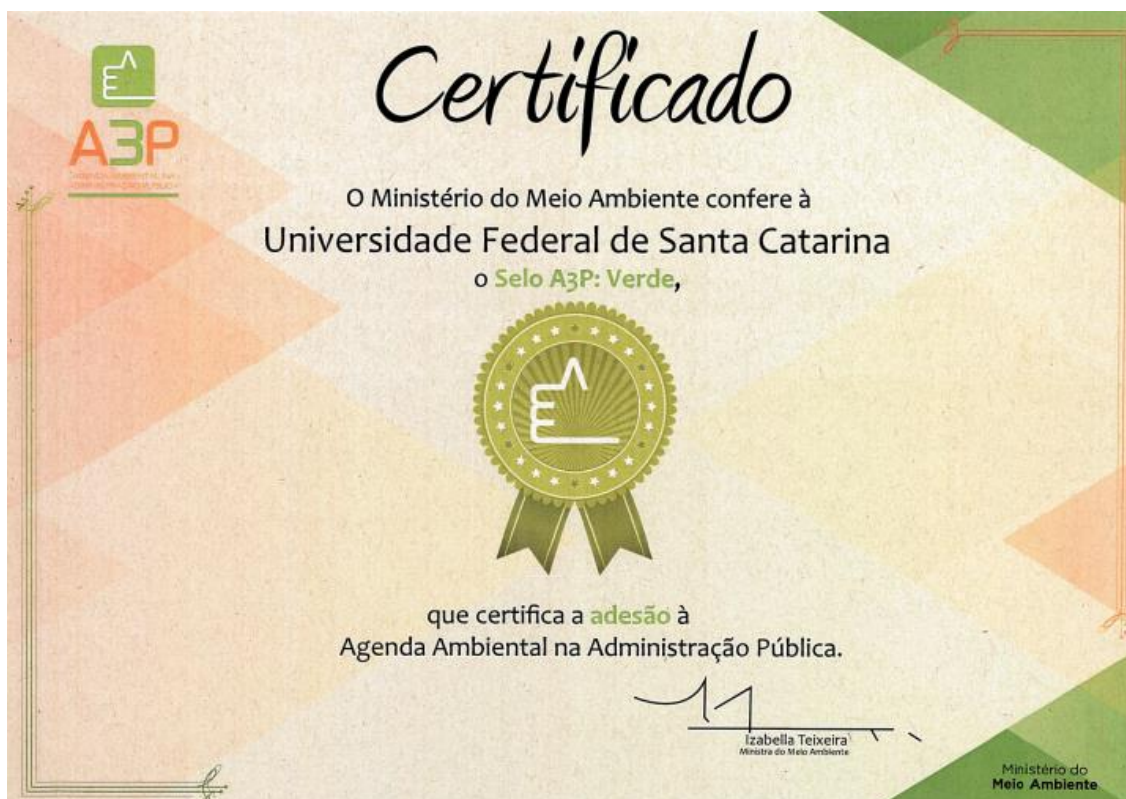 A3P
Certificado
O Ministério do Meio Ambiente confere à
Universidade Federal de Santa Catarina
o Selo A3P: Verde,
que certifica a adesão à
Agenda Ambiental na Administração Pública.
Izabella Teixeira
Ministra do Meio Ambiente
Ministério do
Meio Ambiente